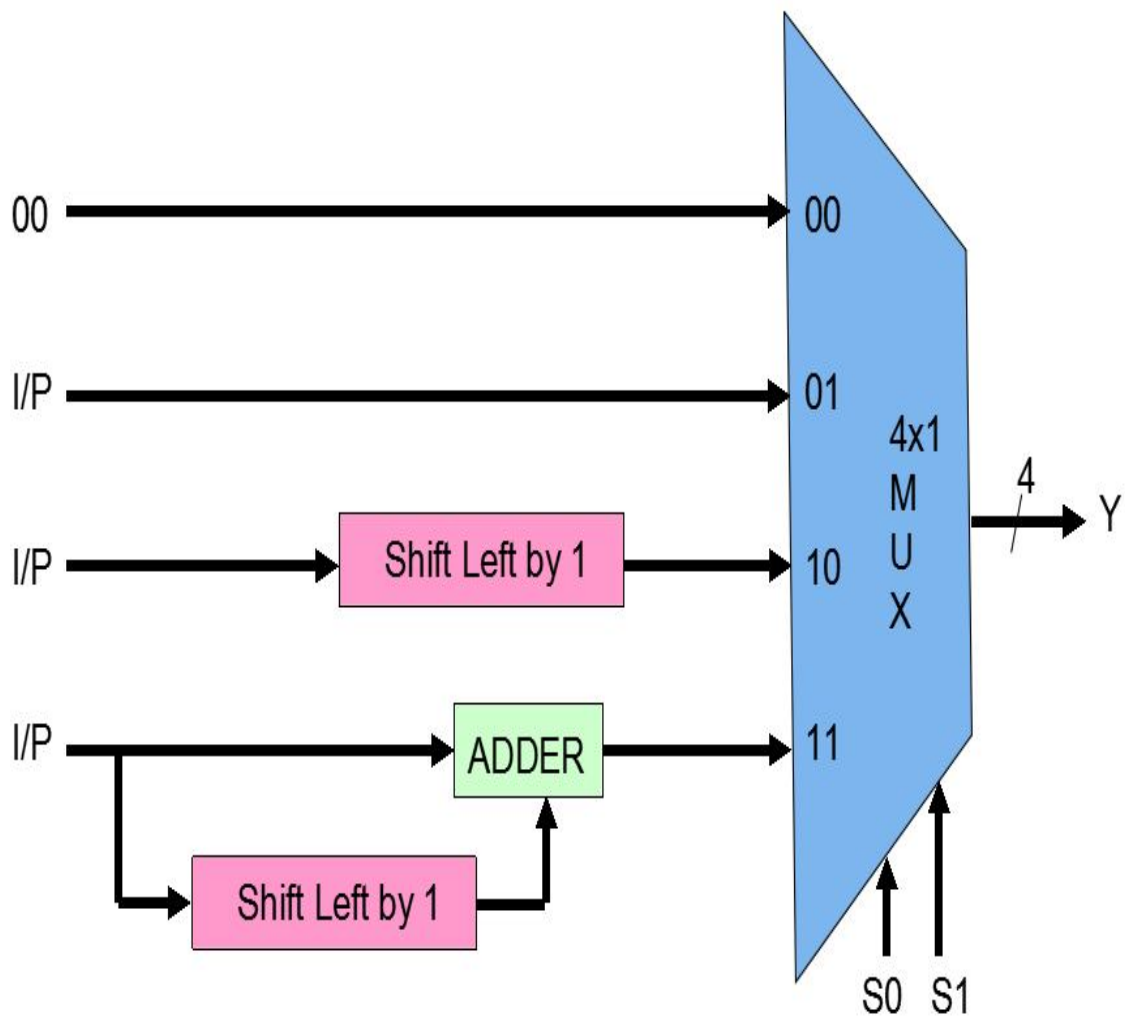 00
00
I/P
01
4x1
M
U
X
4
Y
I/P
Shift Left by 1
10
I/P
ADDER
11
Shift Left by 1
S0
S1